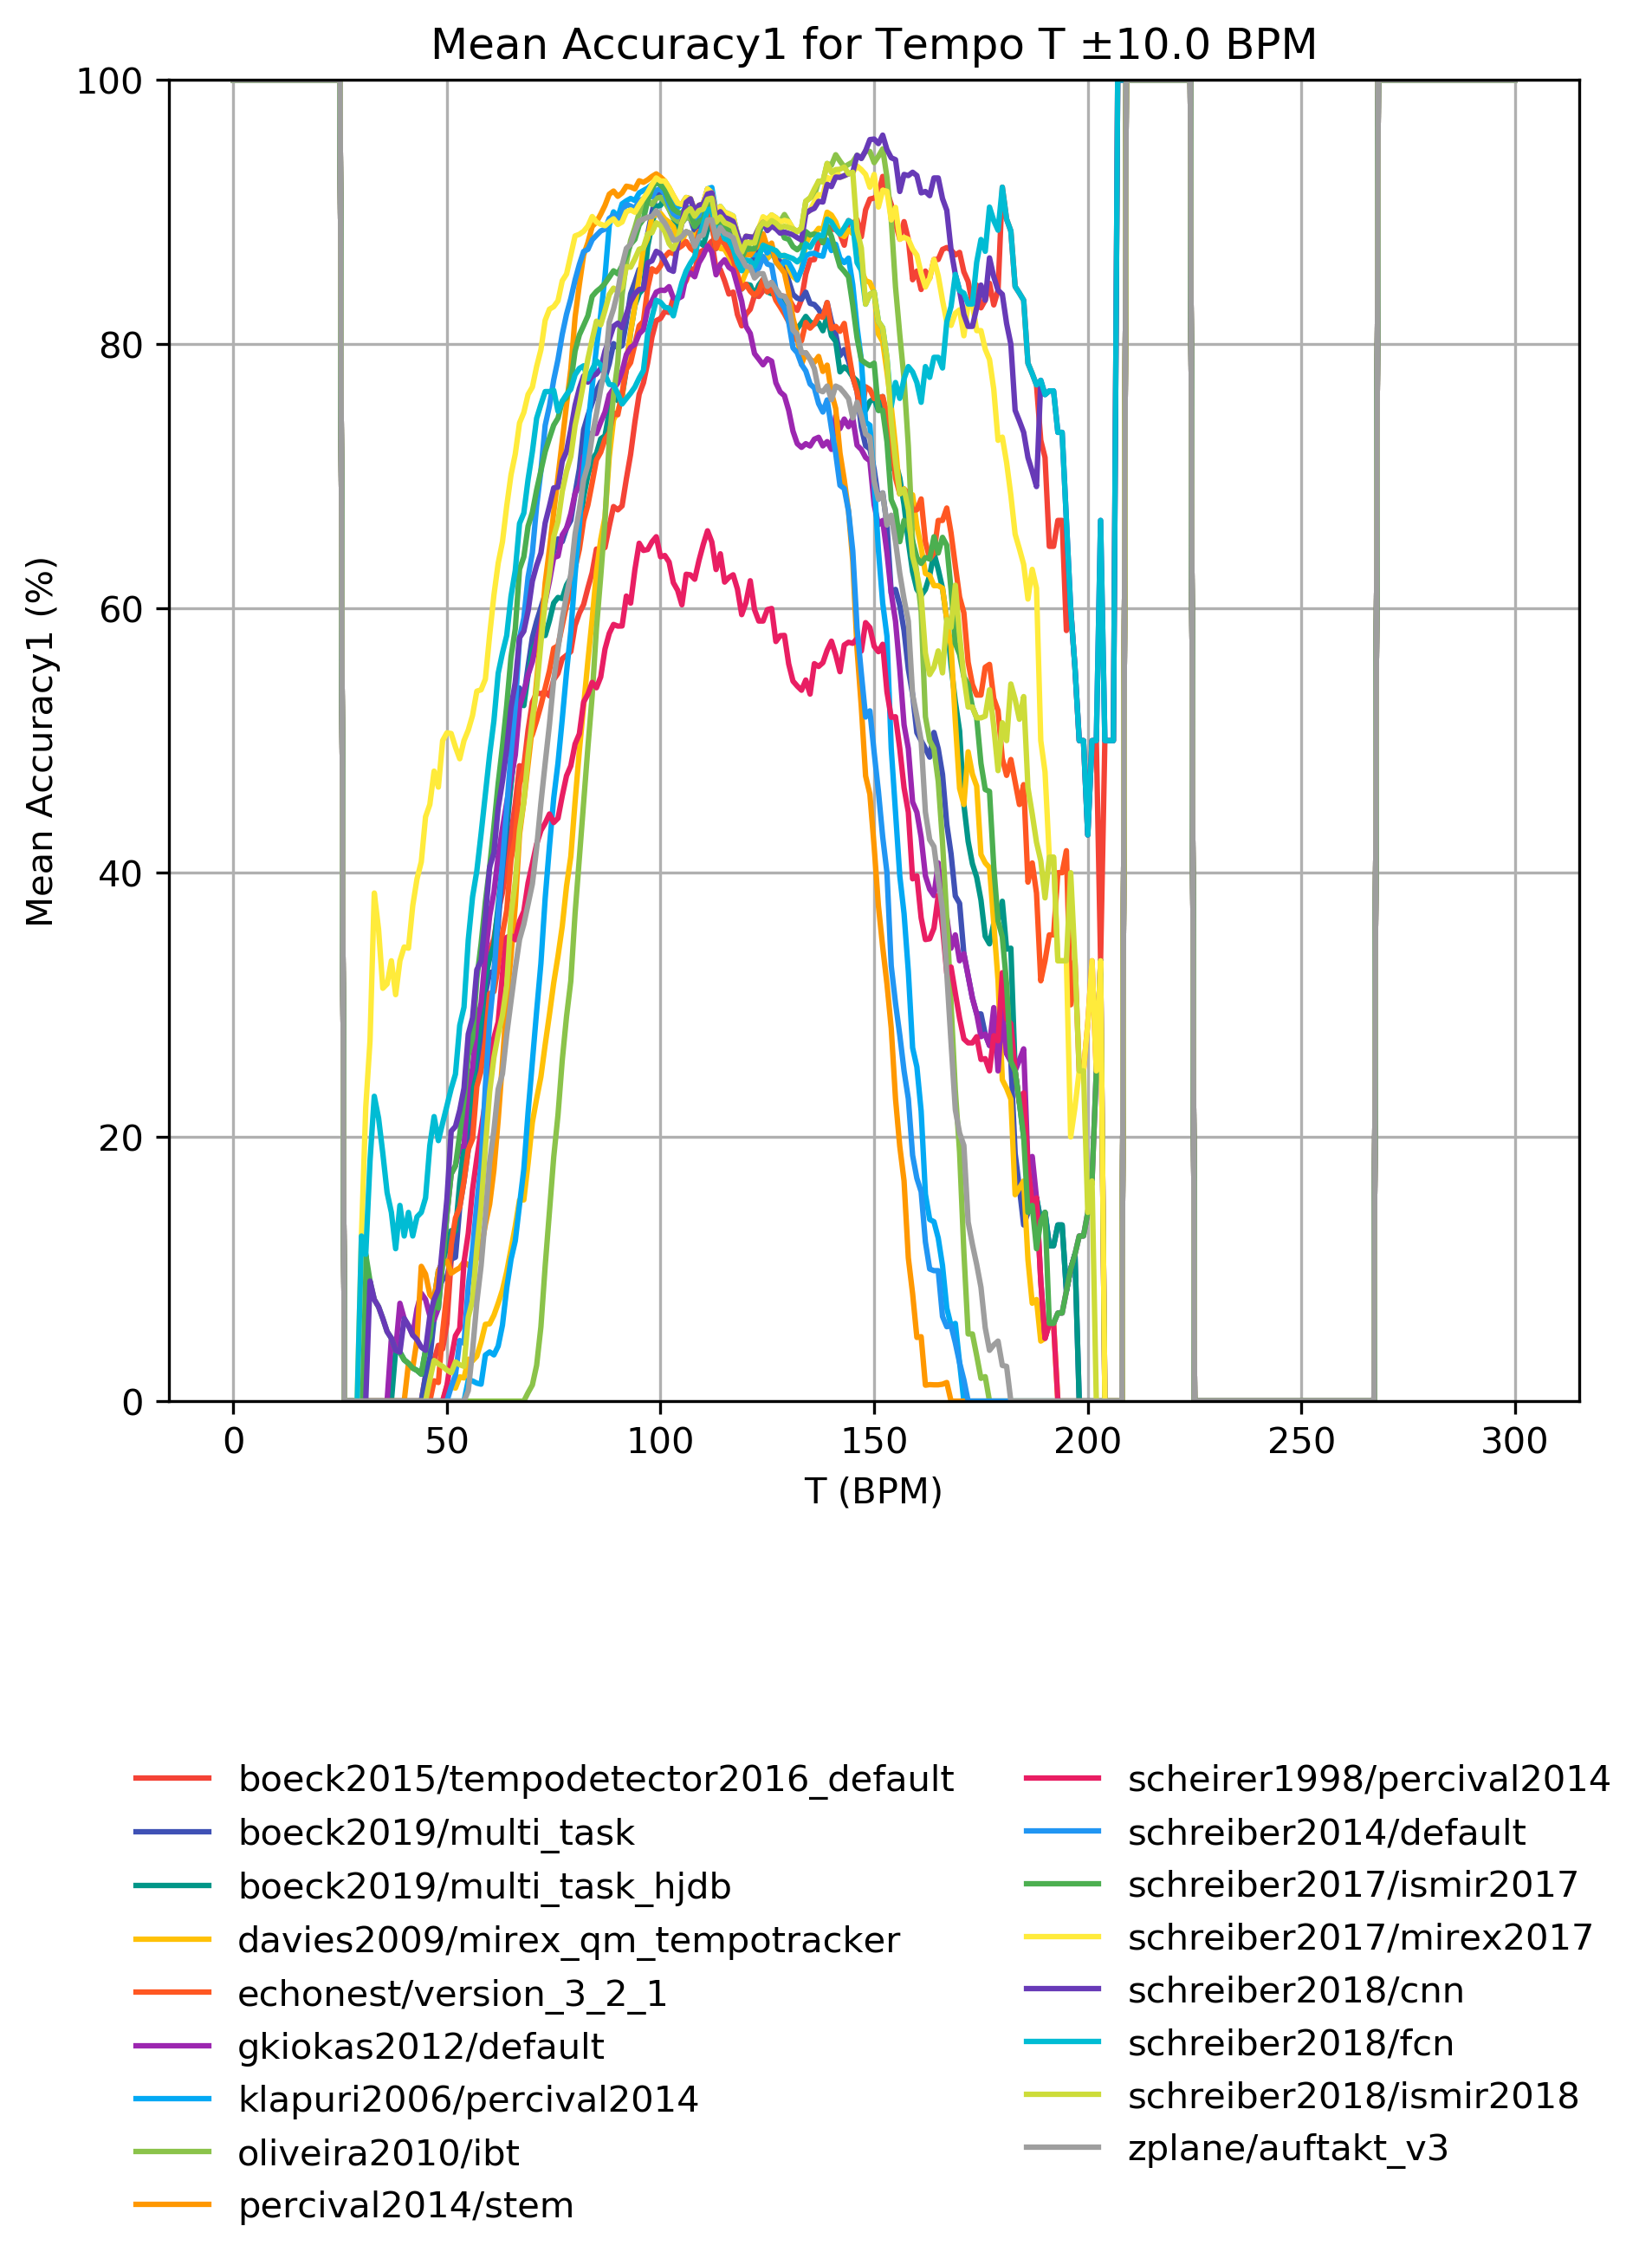 Mean Accuracy1 for Tempo T ±10.0 BPM
Mean Accuracy1 (%)
100
80
60
40
20
0
0 50 100 150 200 250 300
T (BPM)
boeck2015/tempodetector2016_default
boeck2019/multi_task
boeck2019/multi_task_hjdb
davies2009/mirex_qm_tempotracker
echonest/version_3_2_1
gkiokas2012/default
klapuri2006/percival2014
oliveira2010/ibt
percival2014/stem
scheirer1998/percival2014
schreiber2014/default
schreiber2017/ismir2017
schreiber2017/mirex2017
schreiber2018/cnn
schreiber2018/fcn
schreiber2018/ismir2018
zplane/auftakt_v3